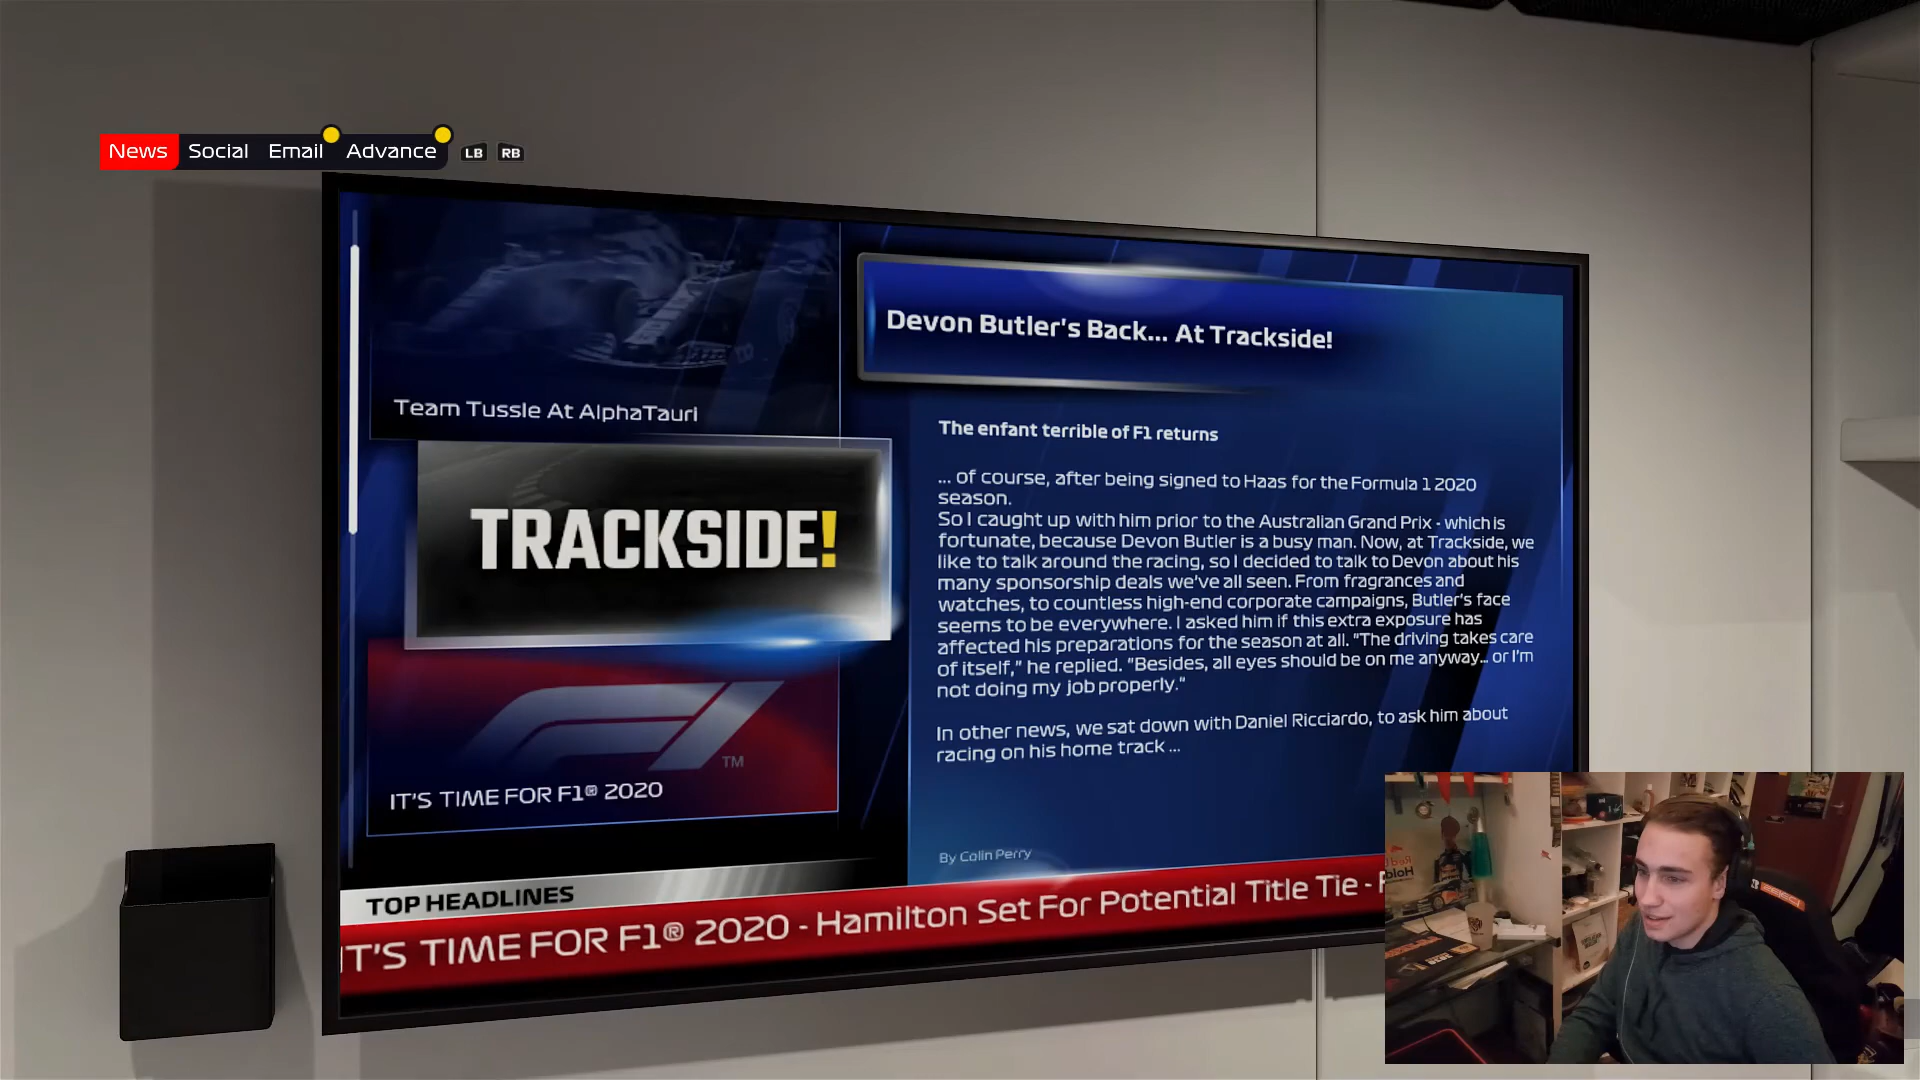 News Social Email Advance LB RB
Team Tussle At AlphaTauri
TRACKSIDE!
F1 TM
IT'S TIME FOR F1® 2020
Devon Butler's Back... At Trackside!
The enfant terrible of F1 returns
... of course, after being signed to Haas for the Formula 1 2020
season.
So I caught up with him prior to the Australian Grand Prix - which is
fortunate, because Devon Butler is a busy man. Now, at Trackside, we
like to talk around the racing, so I decided to talk to Devon about his
many sponsorship deals we've all seen. From fragrances and
watches, to countless high-end corporate campaigns, Butler's face
seems to be everywhere. I asked him if this extra exposure has
affected his preparations for the season at all. "The driving takes care
of itself," he replied. "Besides, all eyes should be on me anyway... or I'm
not doing my job properly."
In other news, we sat down with Daniel Ricciardo, to ask him about
racing on his home track ...
By Colin Perry
TOP HEADLINES
IT'S TIME FOR F1® 2020 - Hamilton Set For Potential Title Tie -